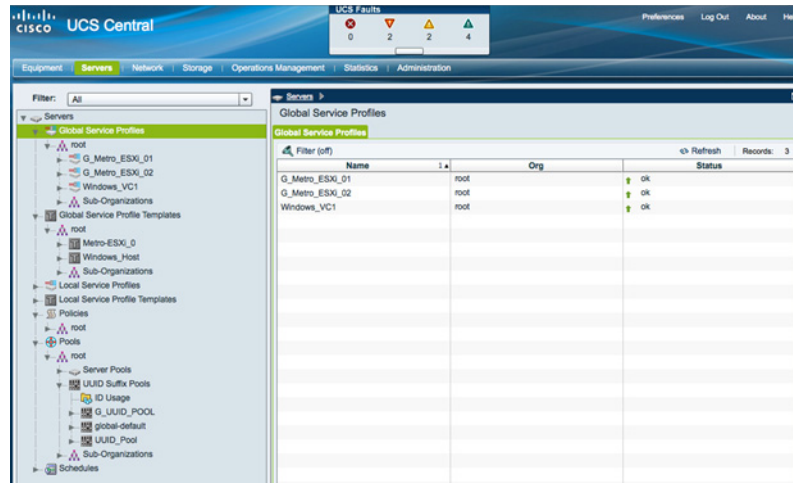 UCS Faults
cisco UCS Central
0 2 2 4
Preferences Log Out About
Equipment Servers Network Storage Operations Management Statistics Administration
Filter: All
Servers
Global Service Profiles
root
G_Metro_ESXi_01
G_Metro_ESXi_02
Windows_VC1
Sub-Organizations
Global Service Profile Templates
root
Metro-ESXi_0
Windows_Host
Sub-Organizations
Local Service Profiles
Local Service Profile Templates
Policies
root
Pools
root
Server Pools
UUID Suffix Pools
ID Usage
G_UUID_POOL
global-default
UUID_Pool
Sub-Organizations
Schedules
Servers
Global Service Profiles
Global Service Profiles
Filter (off) Refresh Records: 3
Name 1 Org Status
G_Metro_ESXi_01 root ok
G_Metro_ESXi_02 root ok
Windows_VC1 root ok